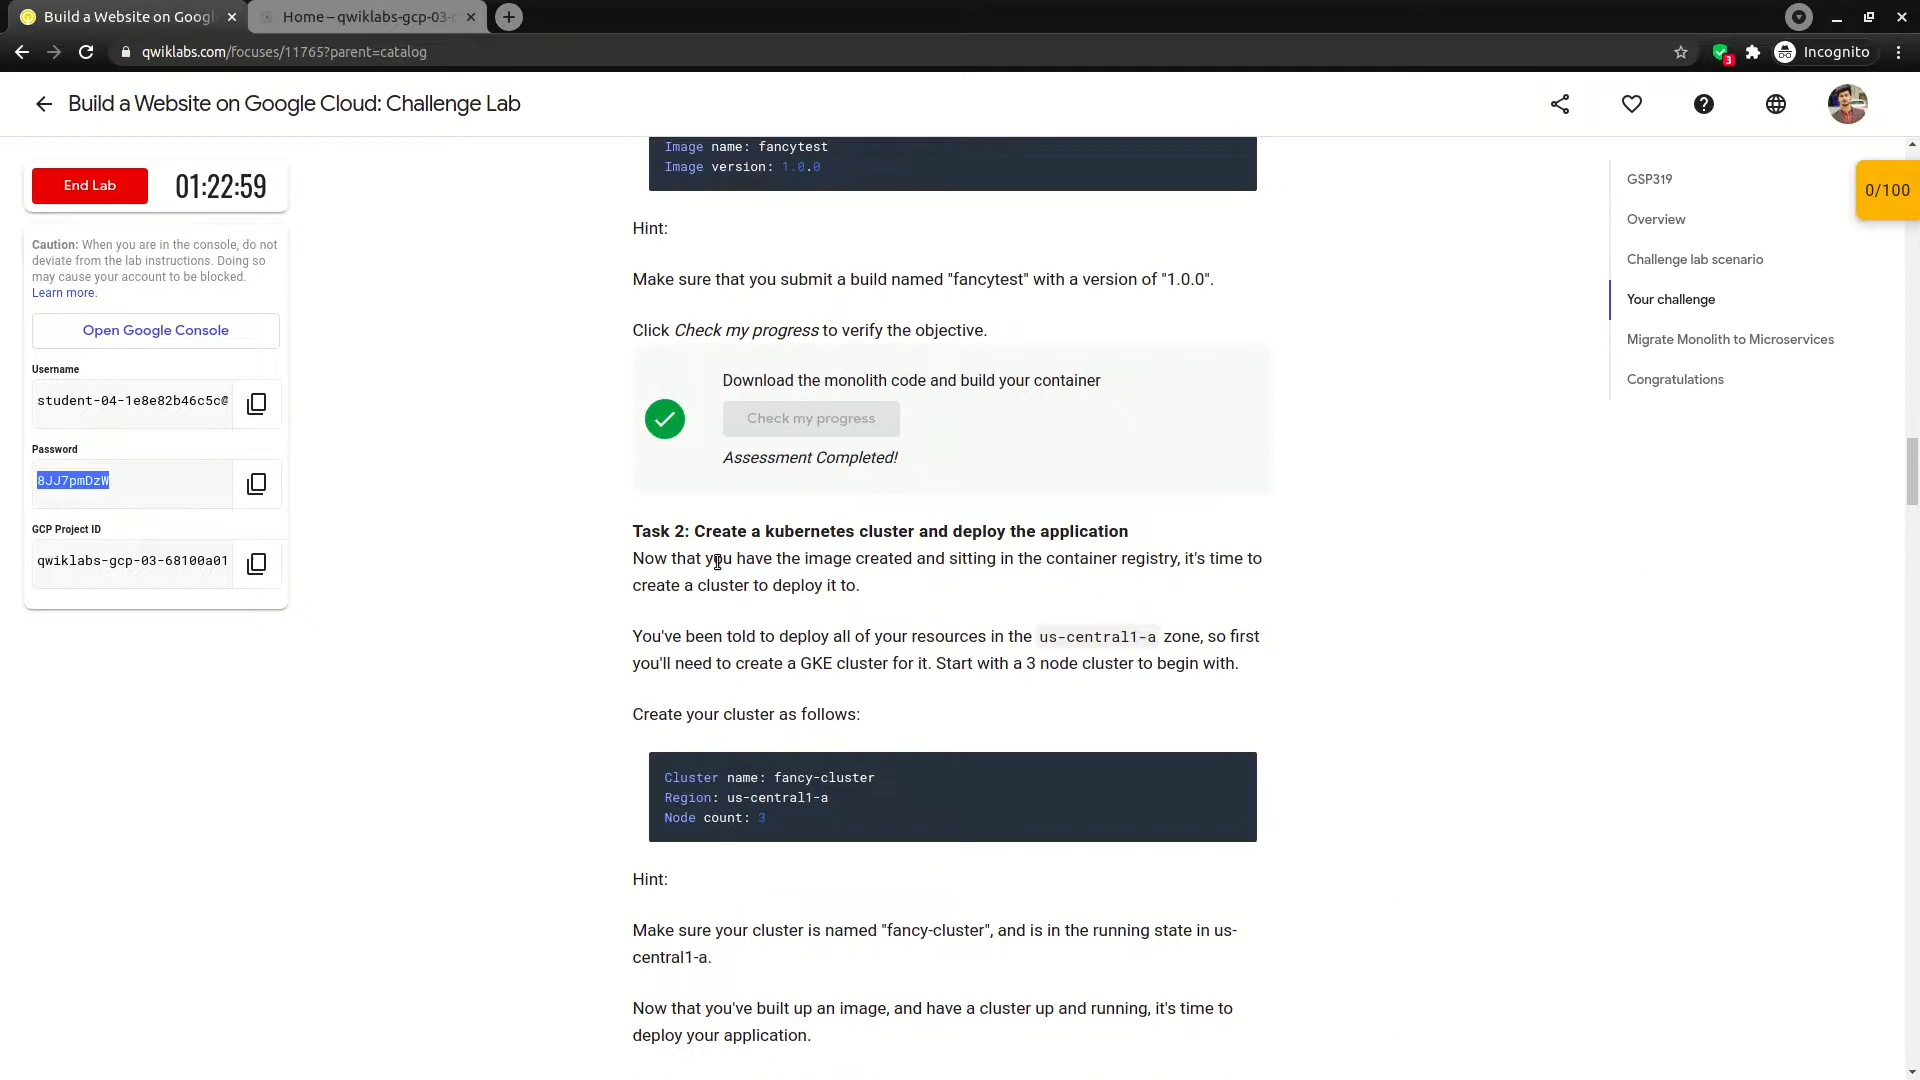 Build a Website on Googl
Home – qwiklabs-gcp-03-
qwiklabs.com/focuses/11765?parent=catalog
3
Incognito
Build a Website on Google Cloud: Challenge Lab
End Lab
01:22:59
Caution: When you are in the console, do not
deviate from the lab instructions. Doing so
may cause your account to be blocked.
Learn more.
Open Google Console
Username
student-04-1e8e82b46c5c@
Password
8JJ7pmDzW
GCP Project ID
qwiklabs-gcp-03-68100a01
Image name: fancytest
Image version: 1.0.0
Hint:
Make sure that you submit a build named "fancytest" with a version of "1.0.0".
Click Check my progress to verify the objective.
Download the monolith code and build your container
Check my progress
Assessment Completed!
Task 2: Create a kubernetes cluster and deploy the application
Now that you have the image created and sitting in the container registry, it's time to
create a cluster to deploy it to.
You've been told to deploy all of your resources in the us-central1-a zone, so first
you'll need to create a GKE cluster for it. Start with a 3 node cluster to begin with.
Create your cluster as follows:
Cluster name: fancy-cluster
Region: us-central1-a
Node count: 3
Hint:
Make sure your cluster is named "fancy-cluster", and is in the running state in us-
central1-a.
Now that you've built up an image, and have a cluster up and running, it's time to
deploy your application.
GSP319
Overview
Challenge lab scenario
Your challenge
Migrate Monolith to Microservices
Congratulations
0/100